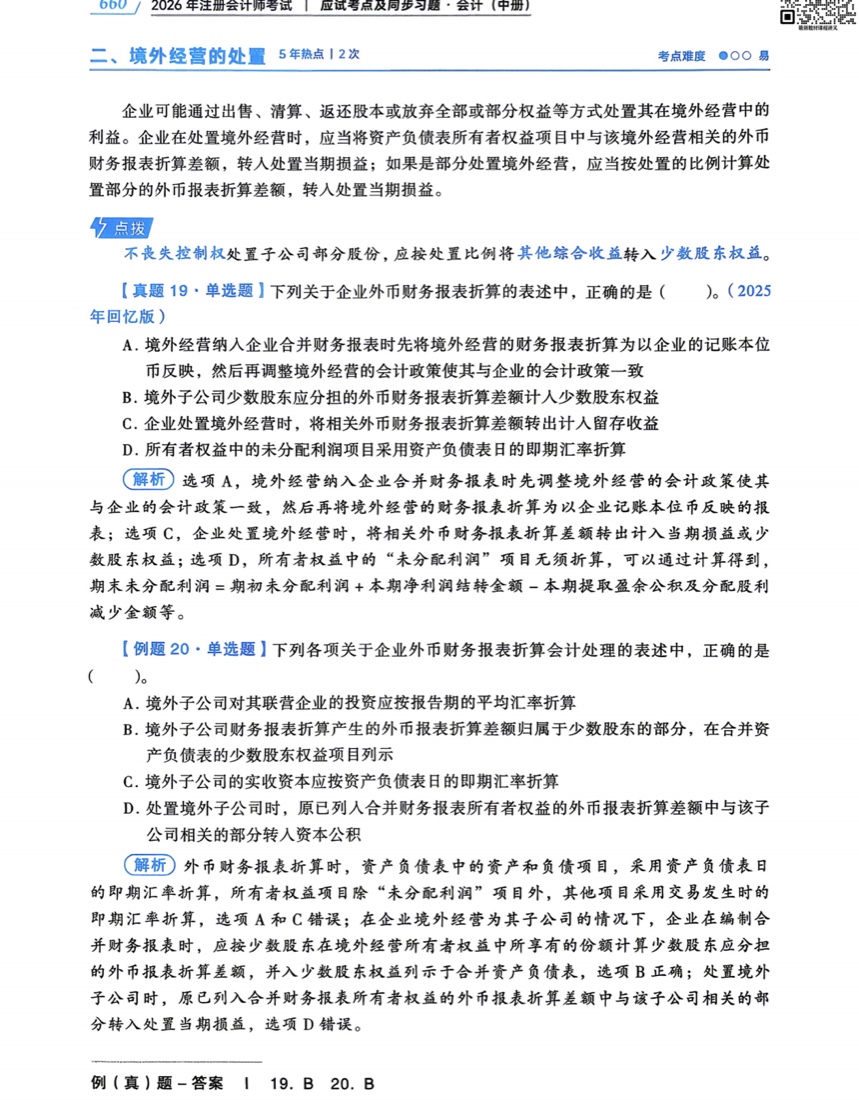 660 2026 年注册会计师考试 | 应试考点及同步习题·会计(中册)
二、境外经营的处置 5 年热点 | 2 次 考点难度 ●○○ 易
企业可能通过出售、清算、返还股本或放弃全部或部分权益等方式处置其在境外经营中的
利益。企业在处置境外经营时，应当将资产负债表所有者权益项目中与该境外经营相关的外币
财务报表折算差额，转入处置当期损益；如果是部分处置境外经营，应当按处置的比例计算处
置部分的外币报表折算差额，转入处置当期损益。
点拨
不丧失控制权处置子公司部分股份，应按处置比例将其他综合收益转入少数股东权益。
【真题 19·单选题】下列关于企业外币财务报表折算的表述中，正确的是（　　）。（2025
年回忆版）
A. 境外经营纳入企业合并财务报表时先将境外经营的财务报表折算为以企业的记账本位
币反映，然后再调整境外经营的会计政策使其与企业的会计政策一致
B. 境外子公司少数股东应分担的外币财务报表折算差额计入少数股东权益
C. 企业处置境外经营时，将相关外币财务报表折算差额转出计入留存收益
D. 所有者权益中的未分配利润项目采用资产负债表日的即期汇率折算
解析 选项 A，境外经营纳入企业合并财务报表时先调整境外经营的会计政策使其
与企业的会计政策一致，然后再将境外经营的财务报表折算为以企业记账本位币反映的报
表；选项 C，企业处置境外经营时，将相关外币财务报表折算差额转出计入当期损益或少
数股东权益；选项 D，所有者权益中的“未分配利润”项目无须折算，可以通过计算得到，
期末未分配利润 = 期初未分配利润 + 本期净利润结转金额 - 本期提取盈余公积及分配股利
减少金额等。
【例题 20·单选题】下列各项关于企业外币财务报表折算会计处理的表述中，正确的是
（　　）。
A. 境外子公司对其联营企业的投资应按报告期的平均汇率折算
B. 境外子公司财务报表折算产生的外币报表折算差额归属于少数股东的部分，在合并资
产负债表的少数股东权益项目列示
C. 境外子公司的实收资本应按资产负债表日的即期汇率折算
D. 处置境外子公司时，原已列入合并财务报表所有者权益的外币报表折算差额中与该子
公司相关的部分转入资本公积
解析 外币财务报表折算时，资产负债表中的资产和负债项目，采用资产负债表日
的即期汇率折算，所有者权益项目除“未分配利润”项目外，其他项目采用交易发生时的
即期汇率折算，选项 A 和 C 错误；在企业境外经营为其子公司的情况下，企业在编制合
并财务报表时，应按少数股东在境外经营所有者权益中所享有的份额计算少数股东应分担
的外币报表折算差额，并入少数股东权益列示于合并资产负债表，选项 B 正确；处置境外
子公司时，原已列入合并财务报表所有者权益的外币报表折算差额中与该子公司相关的部
分转入处置当期损益，选项 D 错误。
例（真）题 - 答案 | 19. B 20. B